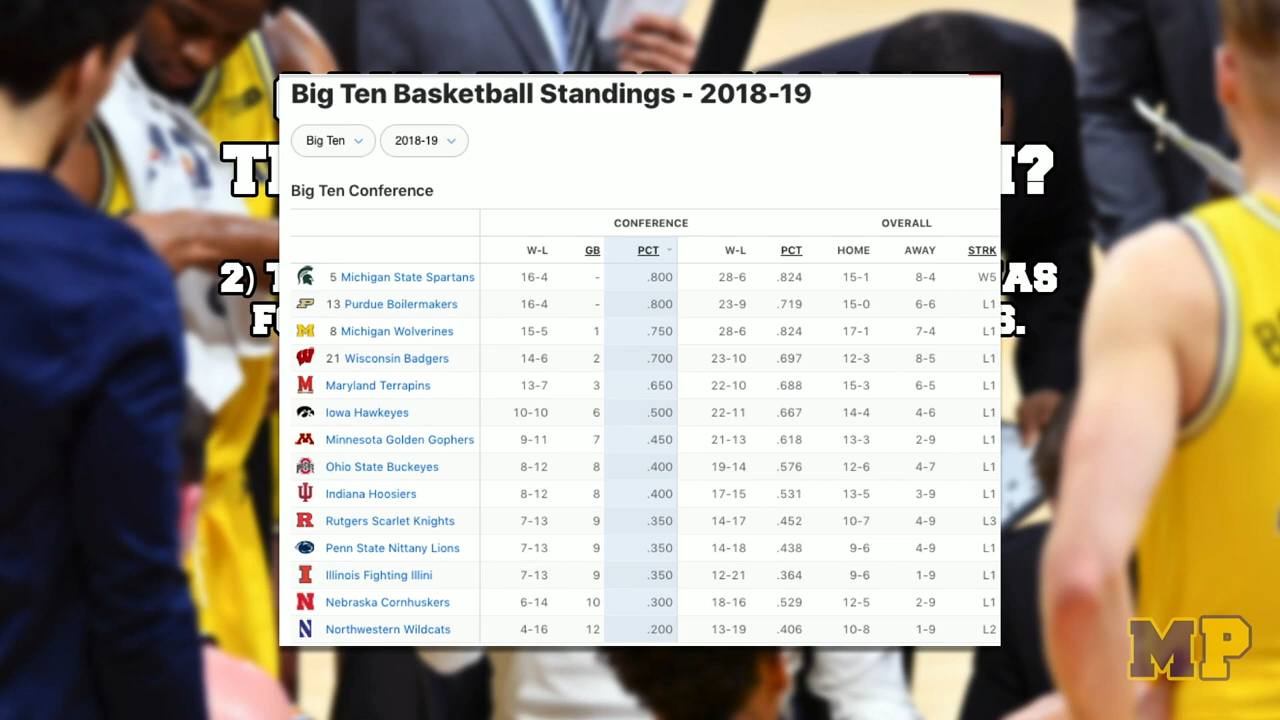 Big Ten Basketball Standings - 2018-19
Big Ten 2018-19
Big Ten Conference
CONFERENCE OVERALL
W-L GB PCT W-L PCT HOME AWAY STRK
5 Michigan State Spartans 16-4 - .800 28-6 .824 15-1 8-4 W5
13 Purdue Boilermakers 16-4 - .800 23-9 .719 15-0 6-6 L1
8 Michigan Wolverines 15-5 1 .750 28-6 .824 17-1 7-4 L1
21 Wisconsin Badgers 14-6 2 .700 23-10 .697 12-3 8-5 L1
Maryland Terrapins 13-7 3 .650 22-10 .688 15-3 6-5 L1
Iowa Hawkeyes 10-10 6 .500 22-11 .667 14-4 4-6 L1
Minnesota Golden Gophers 9-11 7 .450 21-13 .618 13-3 2-9 L1
Ohio State Buckeyes 8-12 8 .400 19-14 .576 12-6 4-7 L1
Indiana Hoosiers 8-12 8 .400 17-15 .531 13-5 3-9 L1
Rutgers Scarlet Knights 7-13 9 .350 14-17 .452 10-7 4-9 L3
Penn State Nittany Lions 7-13 9 .350 14-18 .438 9-6 4-9 L1
Illinois Fighting Illini 7-13 9 .350 12-21 .364 9-6 1-9 L1
Nebraska Cornhuskers 6-14 10 .300 18-16 .529 12-5 2-9 L1
Northwestern Wildcats 4-16 12 .200 13-19 .406 10-8 1-9 L2
2)
MP